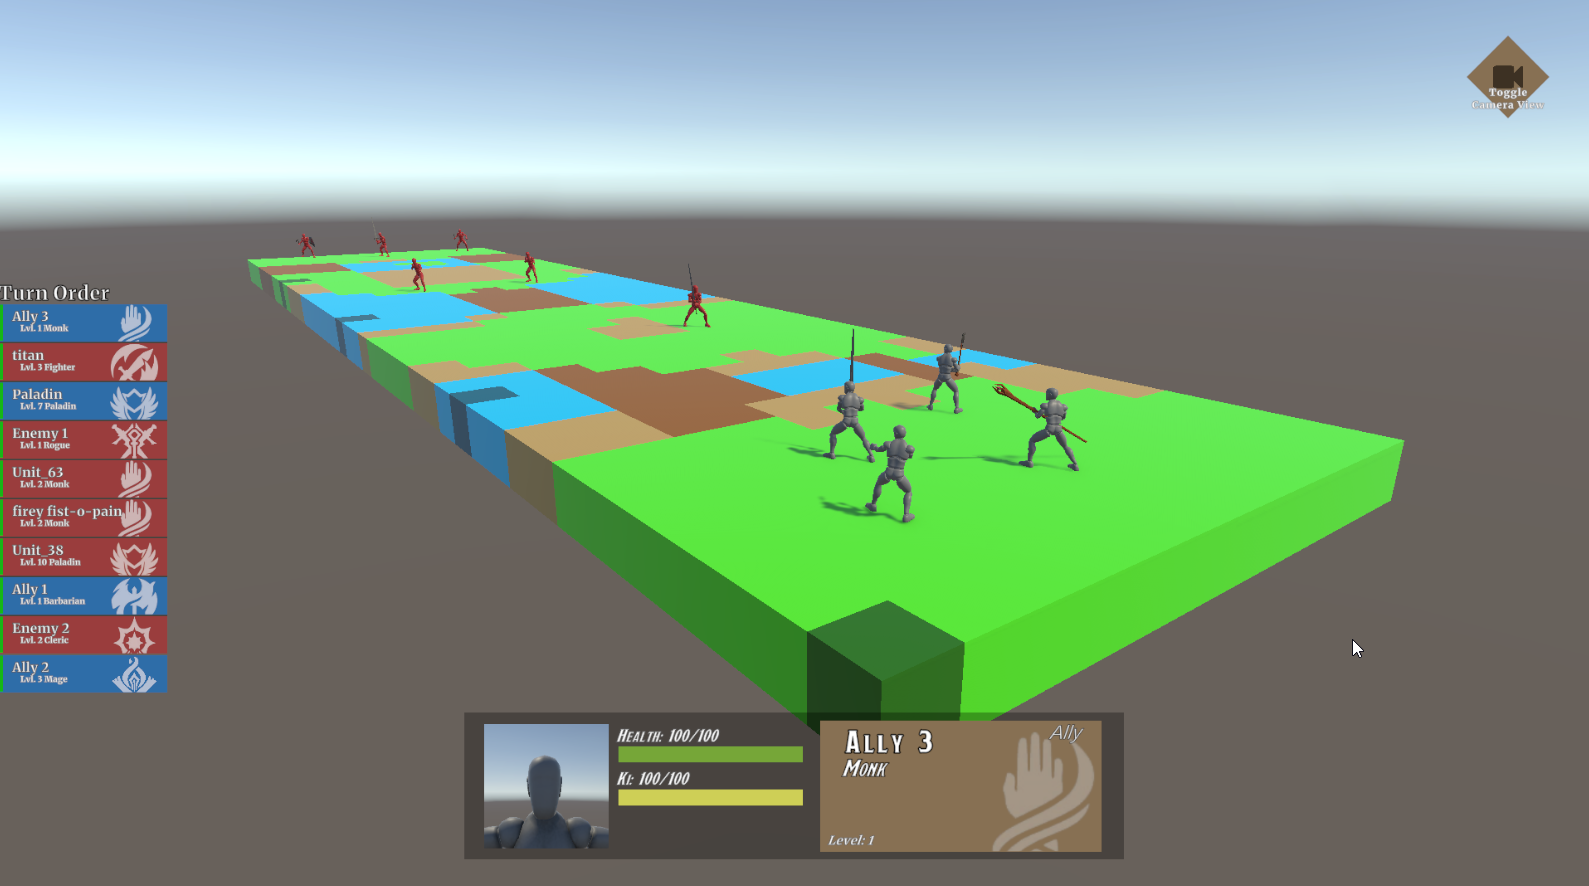 Toggle
Camera View
Turn Order
Ally 3
Lvl. 1 Monk
titan
Lvl. 3 Fighter
Paladin
Lvl. 7 Paladin
Enemy 1
Lvl. 1 Rogue
Unit_63
Lvl. 2 Monk
firey fist-o-pain
Lvl. 2 Monk
Unit_38
Lvl. 10 Paladin
Ally 1
Lvl. 1 Barbarian
Enemy 2
Lvl. 2 Cleric
Ally 2
Lvl. 3 Mage
Health: 100/100
Ki: 100/100
Ally 3
Ally
Monk
Level: 1